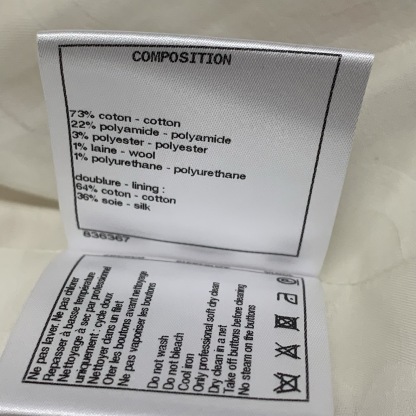 COMPOSITION
73% coton - cotton
22% polyamide - polyamide
3% polyester - polyester
1% laine - wool
1% polyurethane - polyurethane
doublure - lining :
64% coton - cotton
36% soie - silk
836367
Ne pas laver. Ne pas chlorer
Repasser à basse température
Nettoyage à sec par professionnel
uniquement : cycle doux
Nettoyer dans un filet
Oter les boutons avant nettoyage
Ne pas vaporiser les boutons
Do not wash
Do not bleach
Cool iron
Only professional soft dry clean
Dry clean in a net
Take off buttons before cleaning
No steam on the buttons